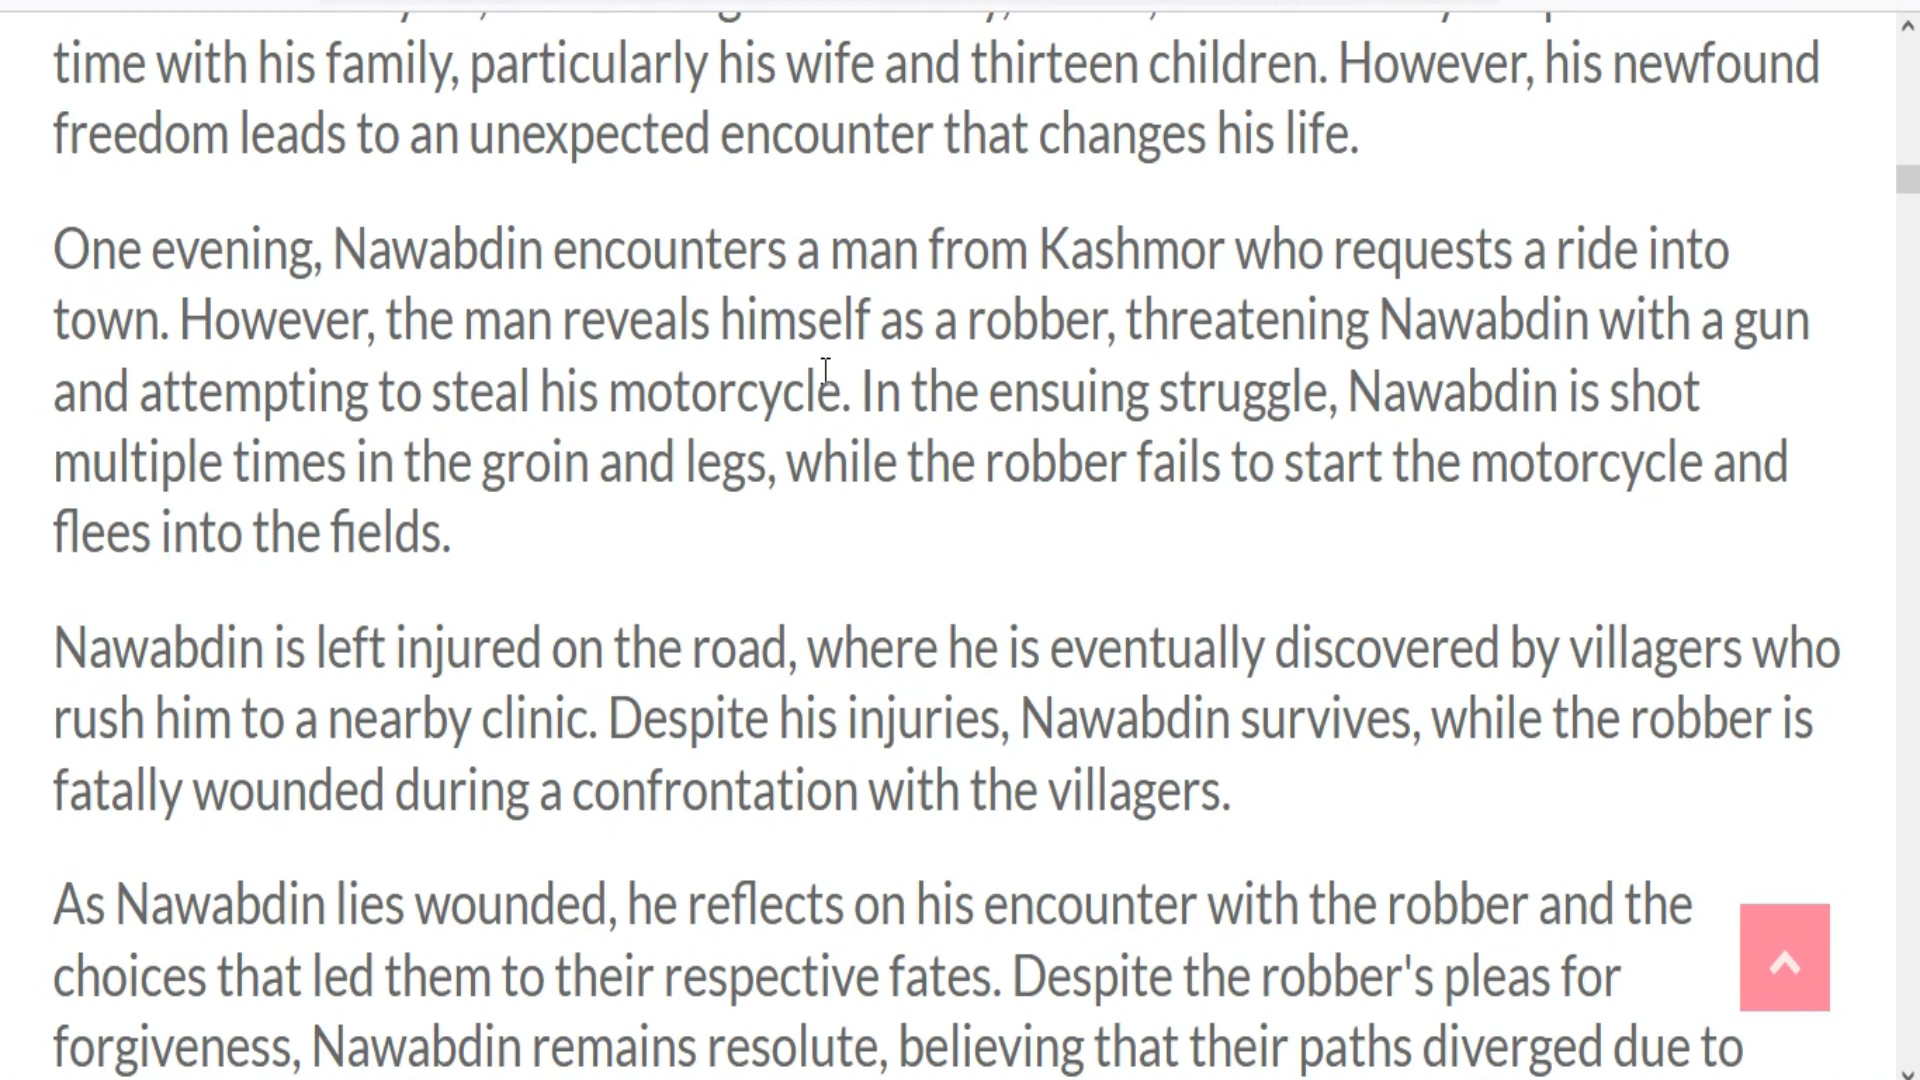 time with his family, particularly his wife and thirteen children. However, his newfound
freedom leads to an unexpected encounter that changes his life.
One evening, Nawabdin encounters a man from Kashmor who requests a ride into
town. However, the man reveals himself as a robber, threatening Nawabdin with a gun
and attempting to steal his motorcycle. In the ensuing struggle, Nawabdin is shot
multiple times in the groin and legs, while the robber fails to start the motorcycle and
flees into the fields.
Nawabdin is left injured on the road, where he is eventually discovered by villagers who
rush him to a nearby clinic. Despite his injuries, Nawabdin survives, while the robber is
fatally wounded during a confrontation with the villagers.
As Nawabdin lies wounded, he reflects on his encounter with the robber and the
choices that led them to their respective fates. Despite the robber's pleas for
forgiveness, Nawabdin remains resolute, believing that their paths diverged due to